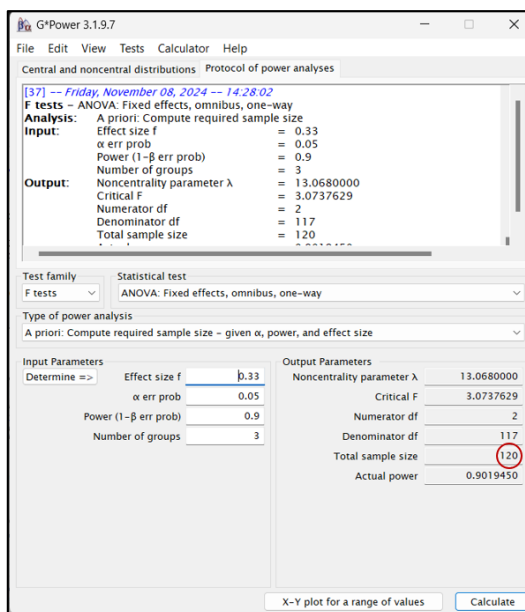 G*Power 3.1.9.7
File Edit View Tests Calculator Help
Central and noncentral distributions Protocol of power analyses
[37] -- Friday, November 08, 2024 -- 14:28:02
F tests – ANOVA: Fixed effects, omnibus, one-way
Analysis: A priori: Compute required sample size
Input: Effect size f = 0.33
α err prob = 0.05
Power (1-β err prob) = 0.9
Number of groups = 3
Output: Noncentrality parameter λ = 13.0680000
Critical F = 3.0737629
Numerator df = 2
Denominator df = 117
Total sample size = 120
Test family Statistical test
F tests ANOVA: Fixed effects, omnibus, one-way
Type of power analysis
A priori: Compute required sample size – given α, power, and effect size
Input Parameters Output Parameters
Determine => Effect size f 0.33 Noncentrality parameter λ 13.0680000
α err prob 0.05 Critical F 3.0737629
Power (1-β err prob) 0.9 Numerator df 2
Number of groups 3 Denominator df 117
Total sample size 120
Actual power 0.9019450
X-Y plot for a range of values Calculate